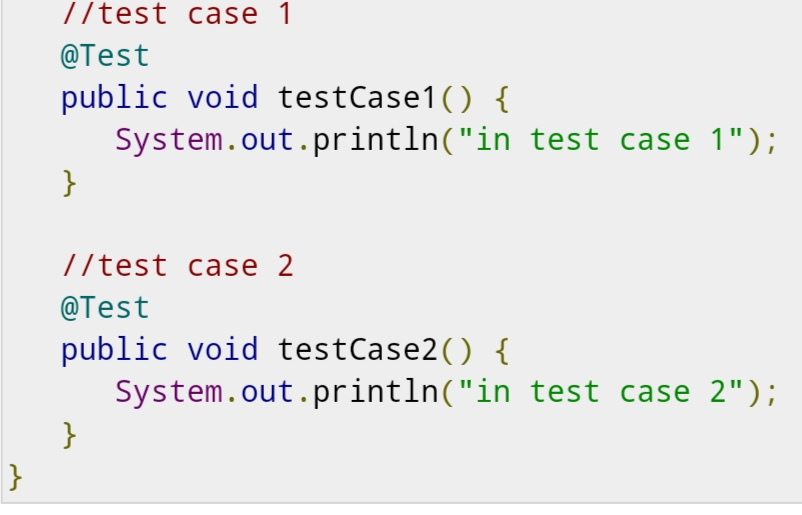 //test case 1
@Test
public void testCase1() {
System.out.println("in test case 1");
}
//test case 2
@Test
public void testCase2() {
System.out.println("in test case 2");
}
}